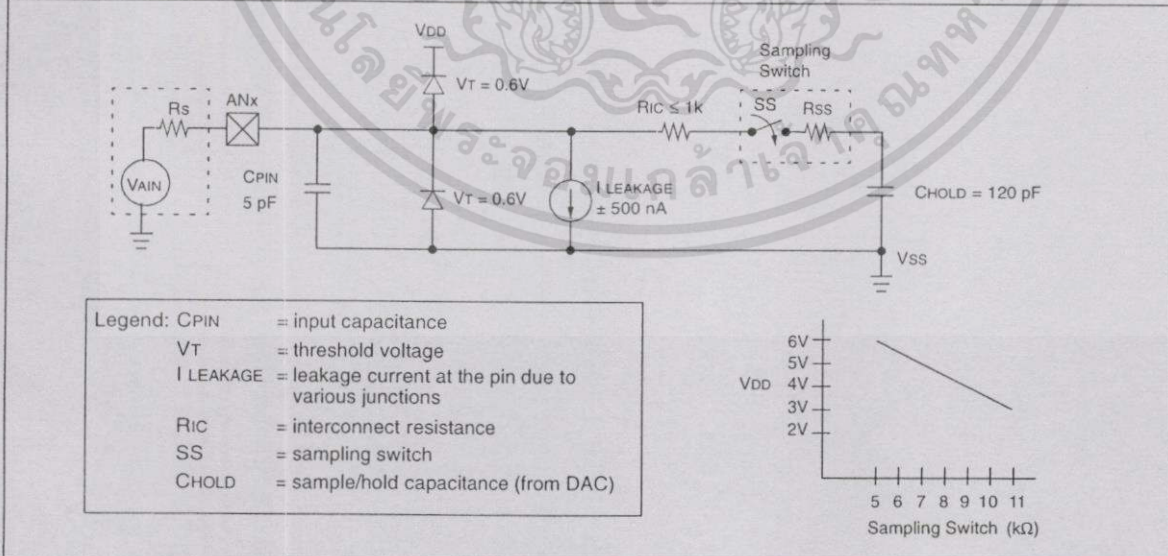 VDD
Sampling
Switch
VT = 0.6V
RIC ≤ 1k
SS
RSS
Rs
ANx
VAIN
CPIN
5 pF
VT = 0.6V
I LEAKAGE
± 500 nA
CHOLD = 120 pF
VSS
Legend: CPIN = input capacitance
VT = threshold voltage
I LEAKAGE = leakage current at the pin due to
various junctions
RIC = interconnect resistance
SS = sampling switch
CHOLD = sample/hold capacitance (from DAC)
6V
5V
VDD 4V
3V
2V
5 6 7 8 9 10 11
Sampling Switch (kΩ)